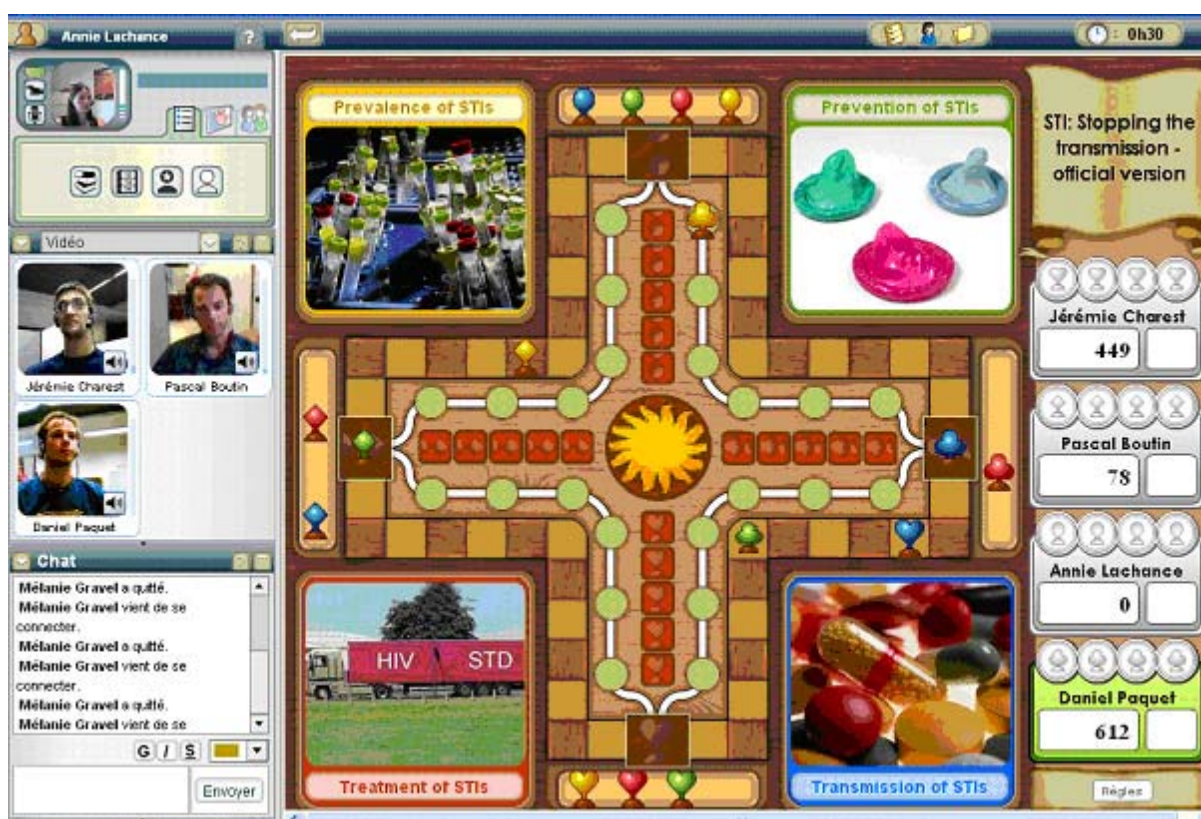 Annie Lachance
?
: 0h30
Vidéo
Jérémie Charest
Pascal Boutin
Daniel Paquet
Chat
Mélanie Gravel a quitté.
Mélanie Gravel vient de se
connecter.
Mélanie Gravel a quitté.
Mélanie Gravel vient de se
connecter.
Mélanie Gravel a quitté.
Mélanie Gravel vient de se
G I S
Envoyer
Prevalence of STIs
Prevention of STIs
HIV STD
Treatment of STIs
Transmission of STIs
STI: Stopping the
transmission -
official version
Jérémie Charest
449
Pascal Boutin
78
Annie Lachance
0
Daniel Paquet
612
Règles